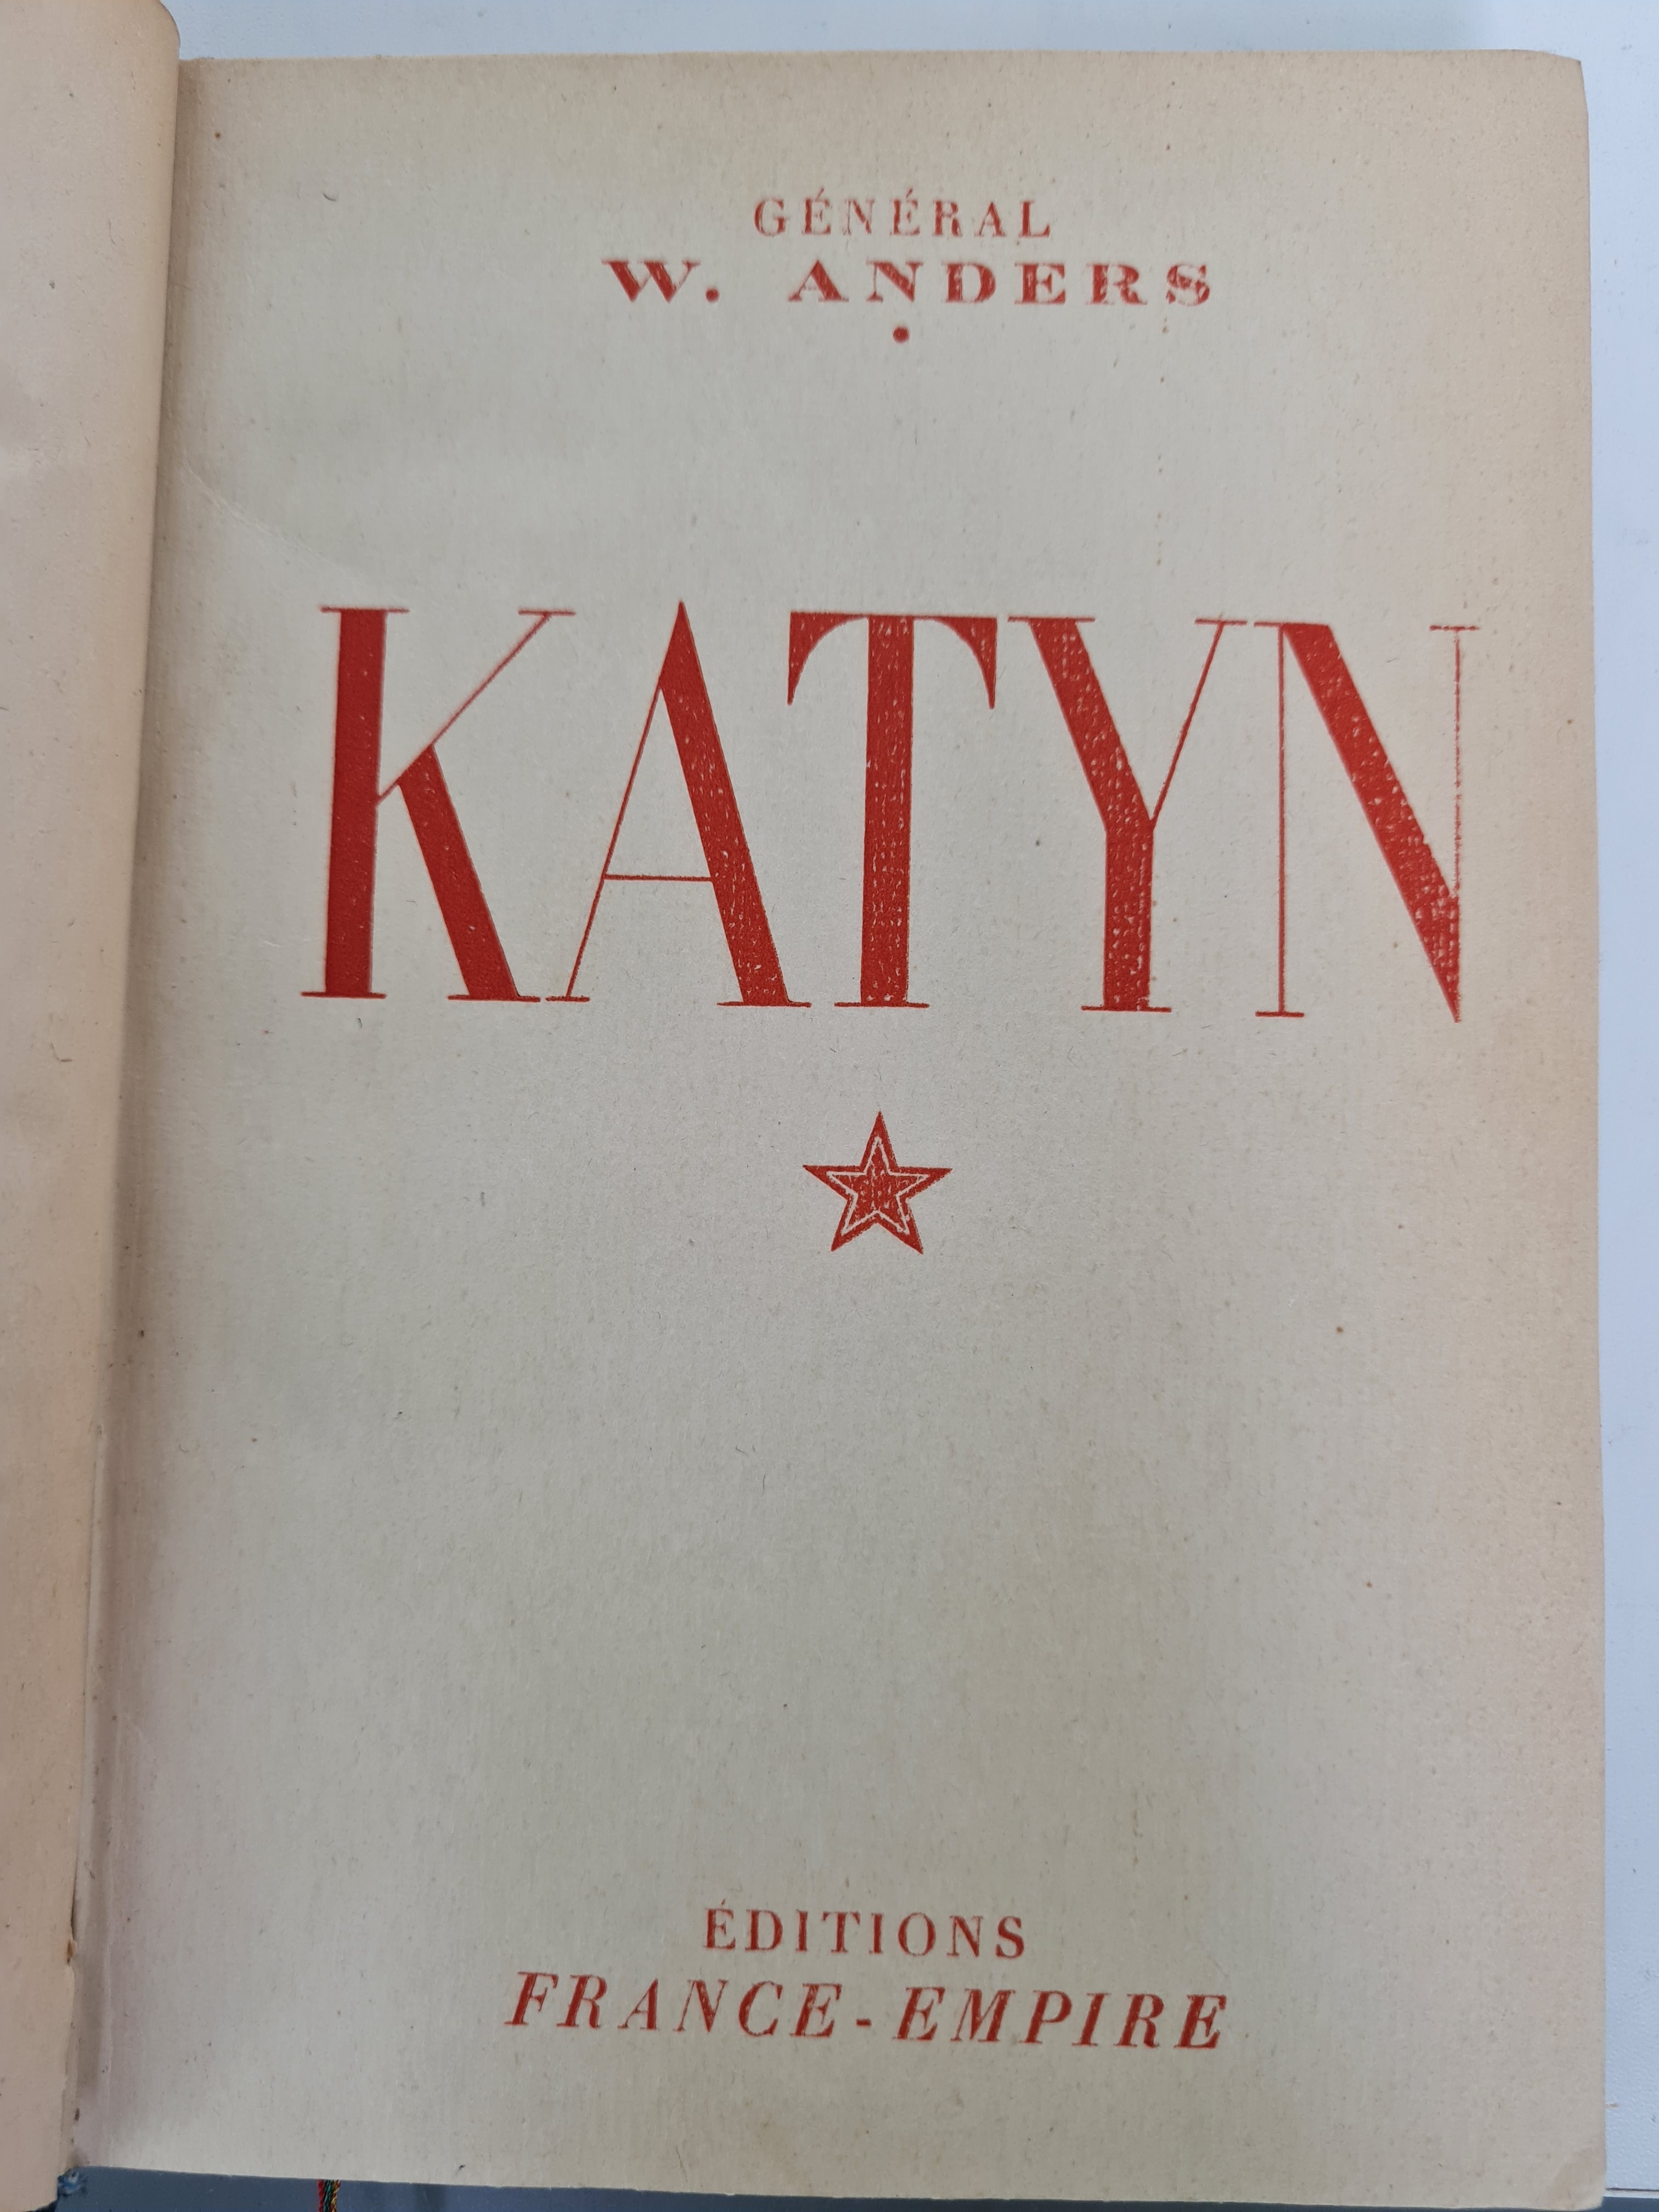 GÉNÉRAL
W. ANDERS
KATYN
ÉDITIONS
FRANCE-EMPIRE